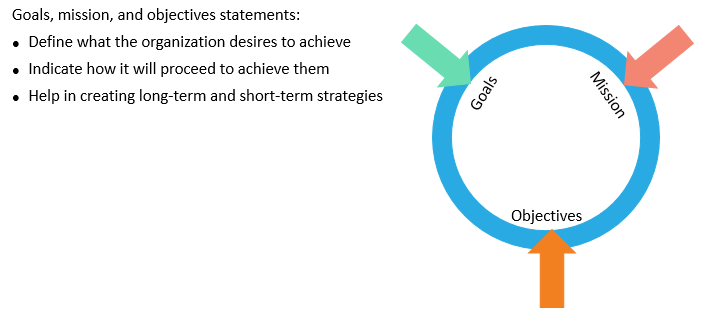 Goals, mission, and objectives statements:
• Define what the organization desires to achieve
• Indicate how it will proceed to achieve them
• Help in creating long-term and short-term strategies
Goals
Mission
Objectives